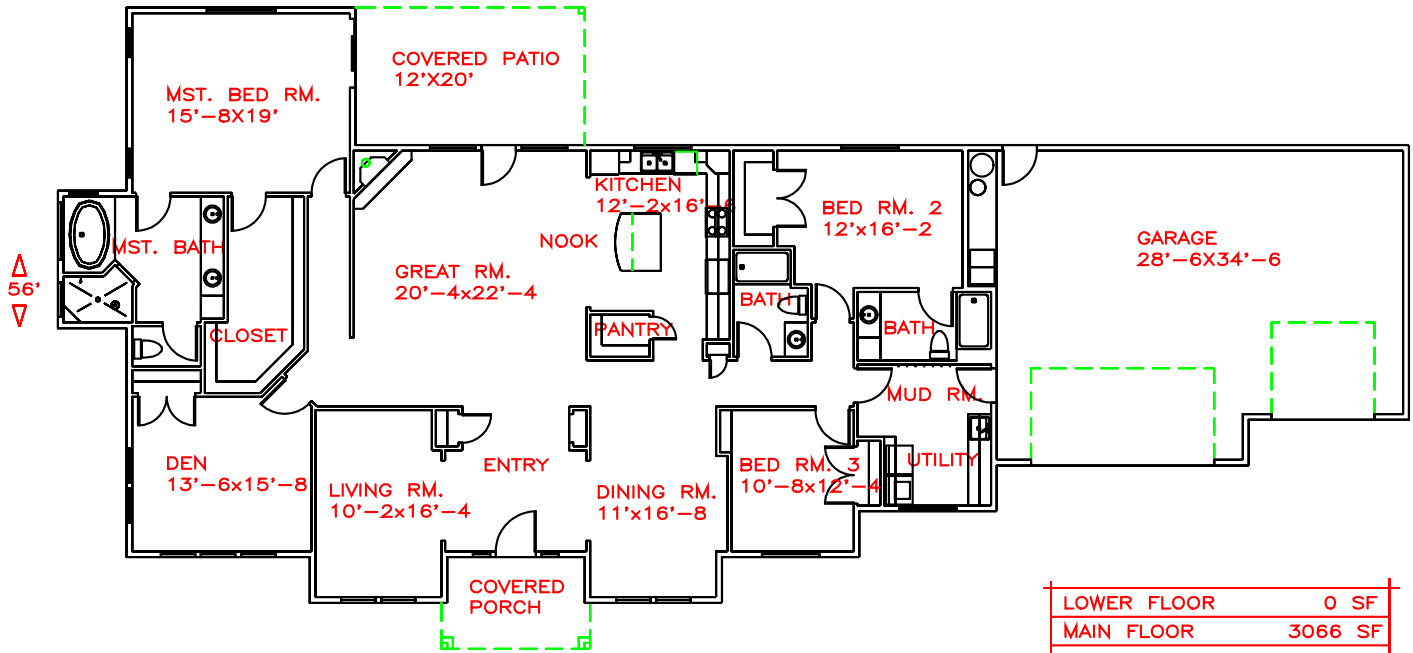 COVERED PATIO
12'X20'
MST. BED RM.
15'-8X19'
KITCHEN
12'-2x16'-6
BED RM. 2
12'x16'-2
NOOK
MST. BATH
GARAGE
28'-6X34'-6
GREAT RM.
20'-4x22'-4
56'
BATH
PANTRY
BATH
CLOSET
MUD RM.
DEN
13'-6x15'-8
ENTRY
BED RM. 3
10'-8x12'-4
UTILITY
LIVING RM.
10'-2x16'-4
DINING RM.
11'x16'-8
COVERED
PORCH
LOWER FLOOR 0 SF
MAIN FLOOR 3066 SF